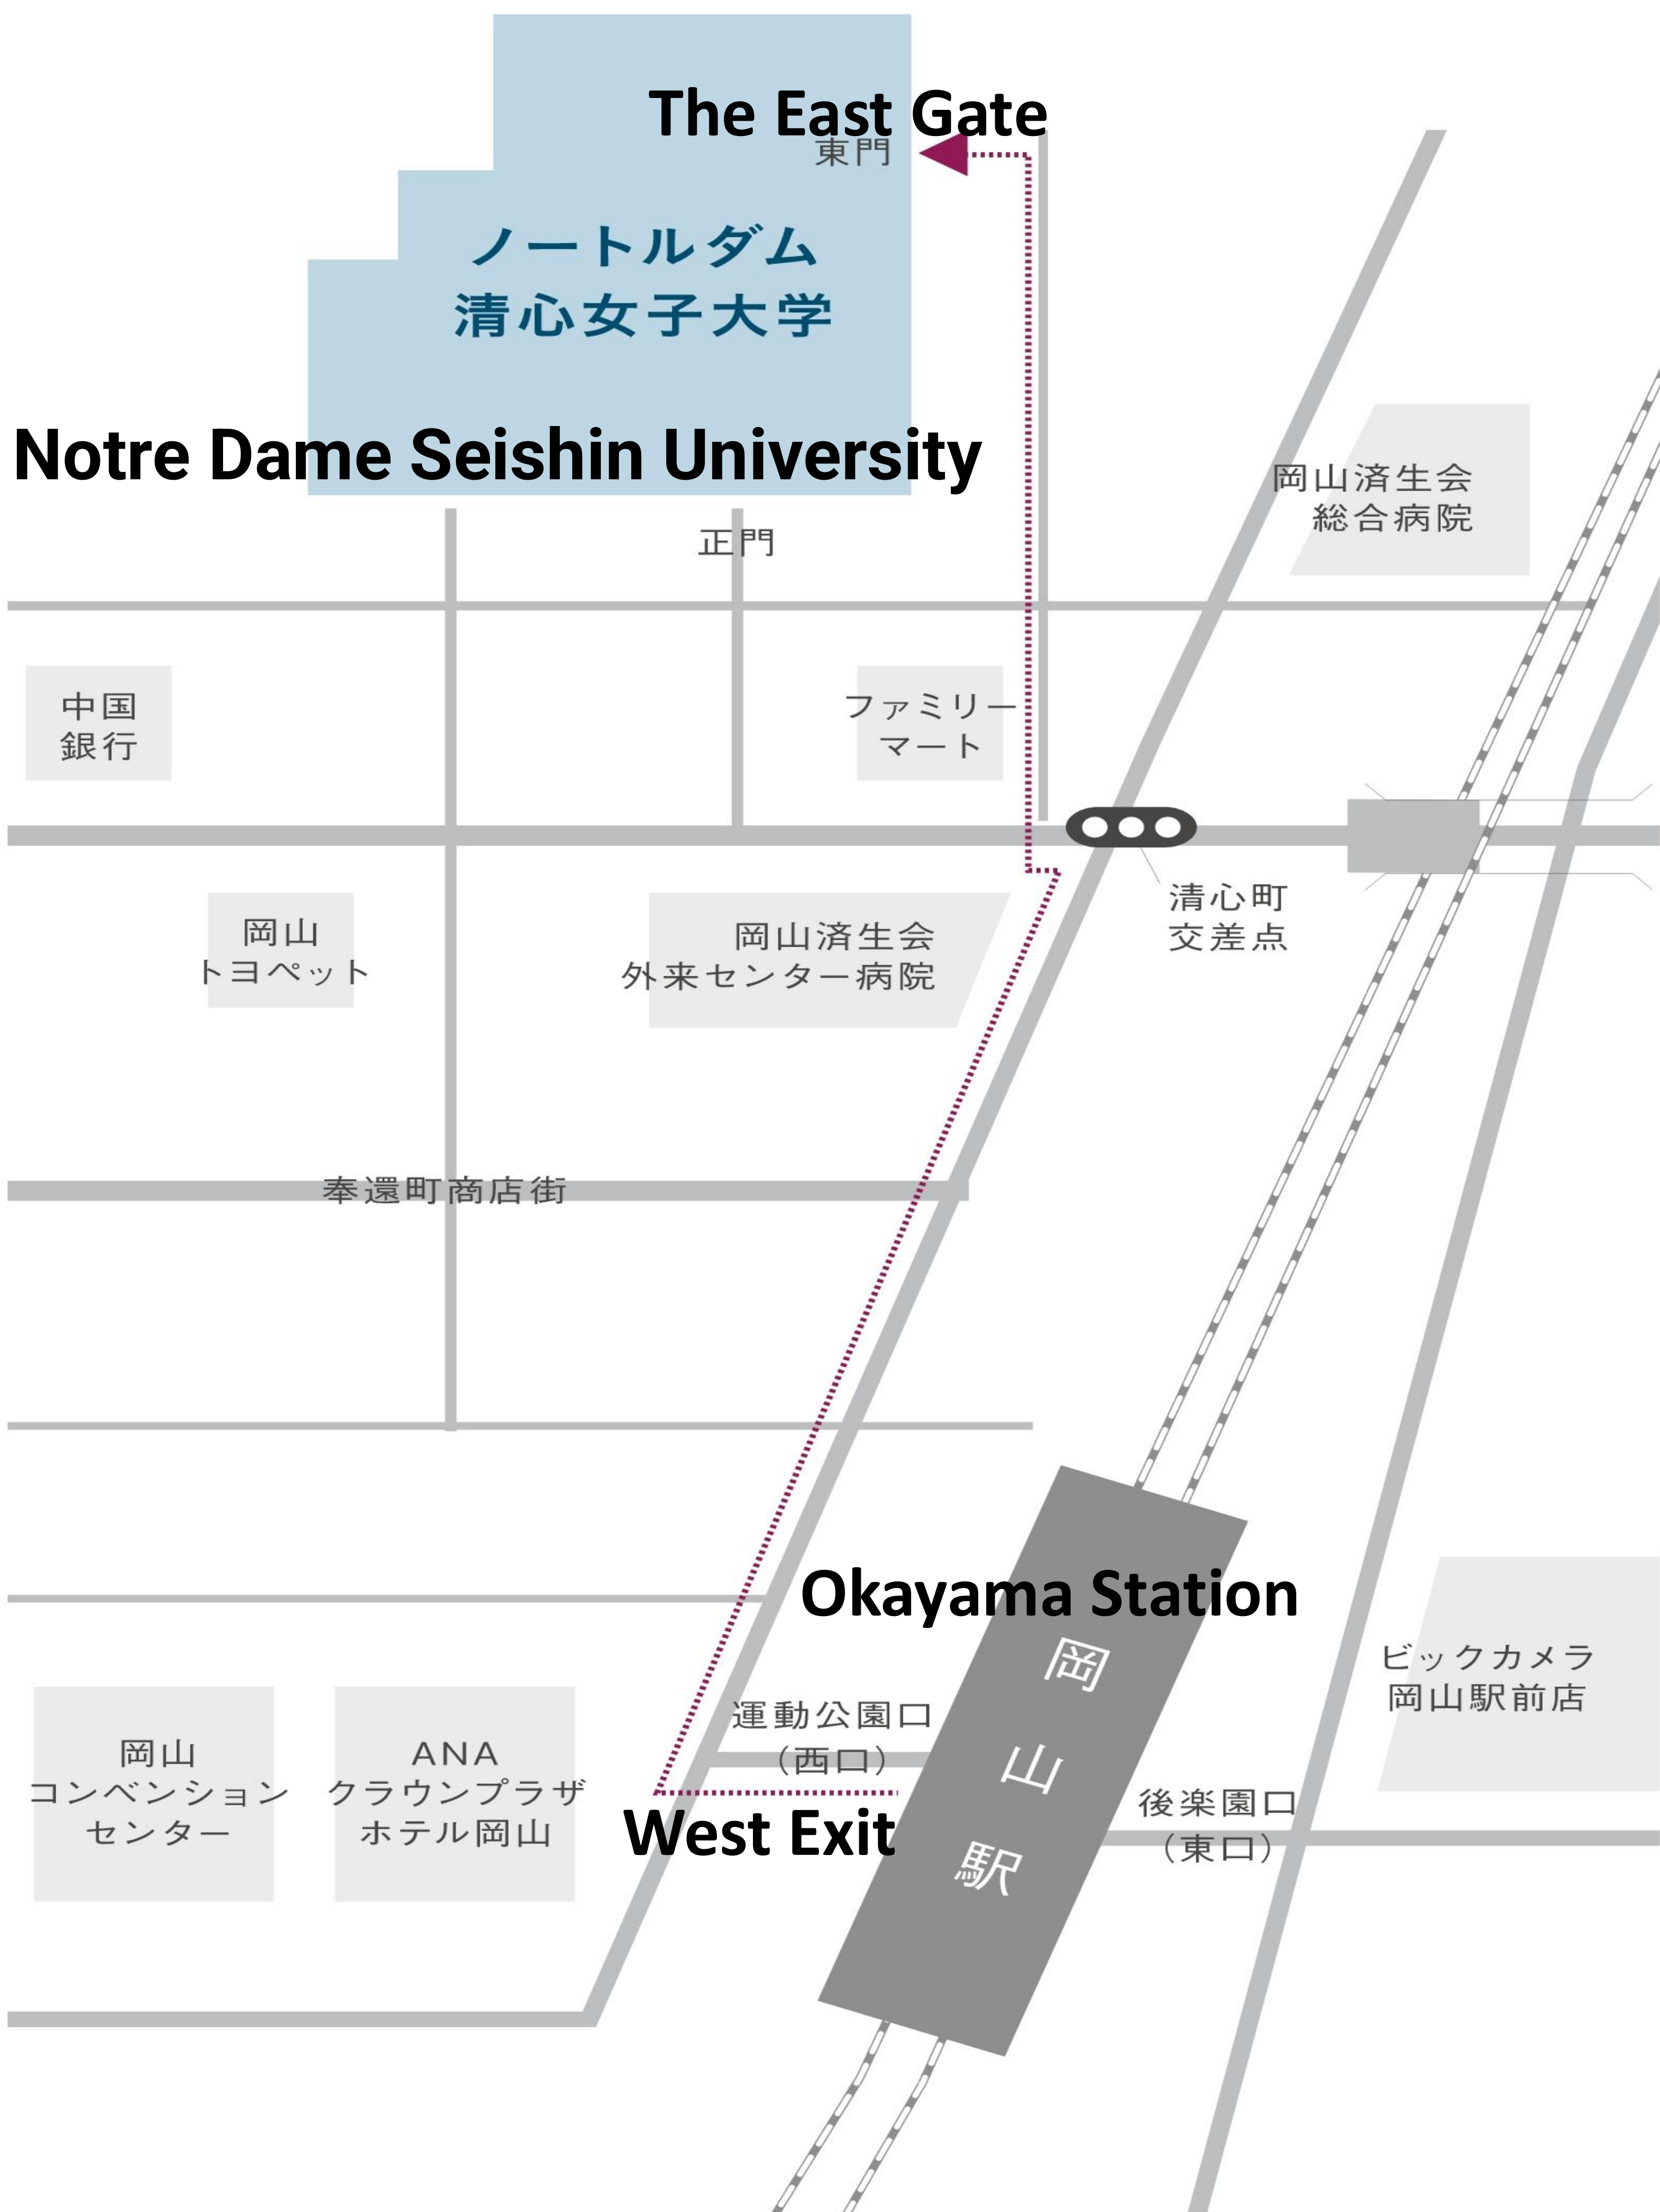 The East Gate
東門
ノートルダム
清心女子大学
Notre Dame Seishin University
岡山済生会
総合病院
正門
中国
銀行
ファミリー
マート
清心町
交差点
岡山
トヨペット
岡山済生会
外来センター病院
奉還町商店街
Okayama Station
岡山駅
ビックカメラ
岡山駅前店
運動公園口
（西口）
West Exit
後楽園口
（東口）
岡山
コンベンション
センター
ANA
クラウンプラザ
ホテル岡山